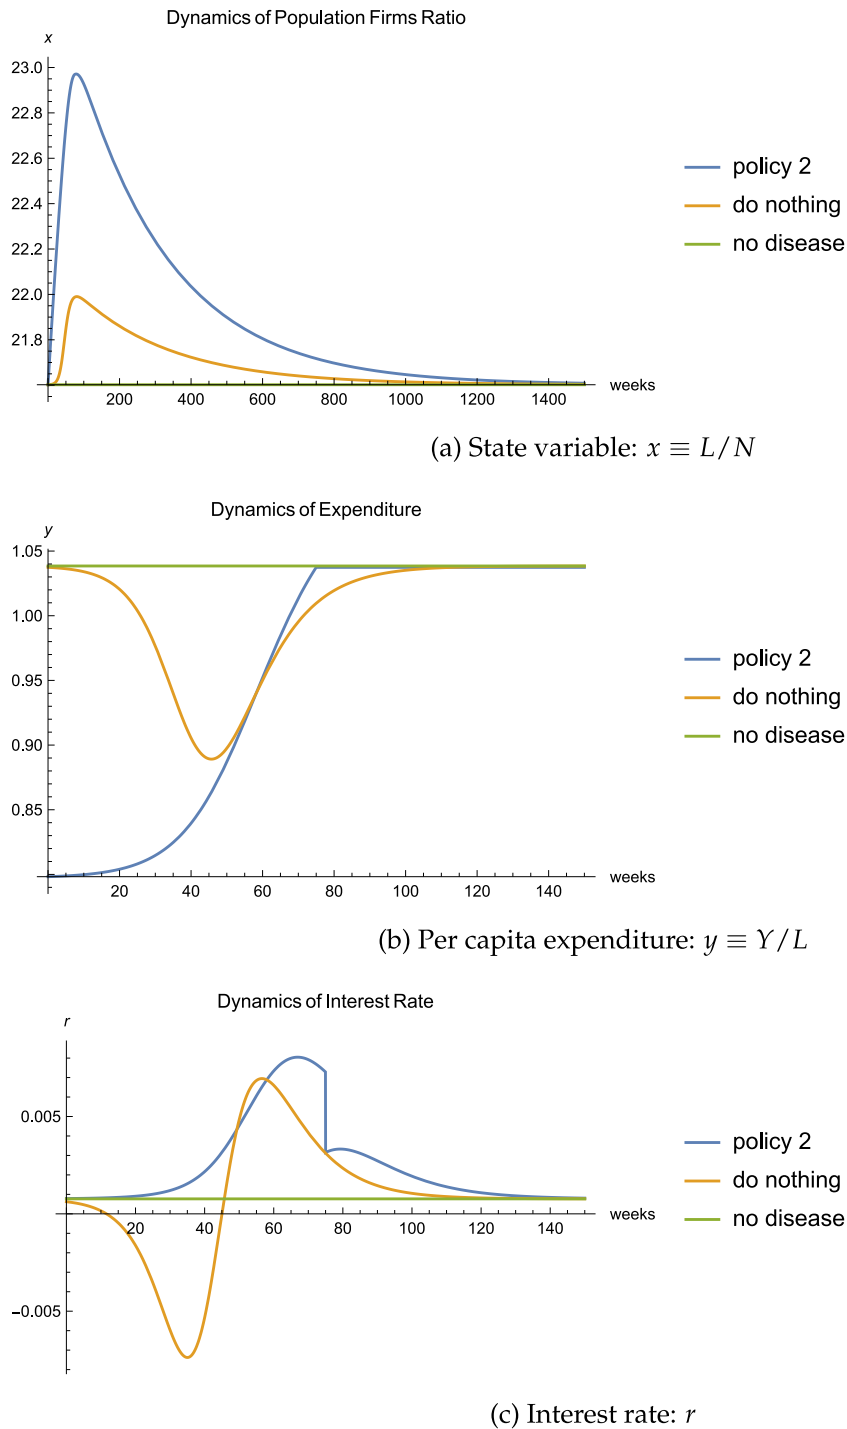 Dynamics of Population Firms Ratio
x
23.0
22.8
22.6
22.4
22.2
22.0
21.8
200 400 600 800 1000 1200 1400 weeks
policy 2
do nothing
no disease
(a) State variable: x ≡ L/N
Dynamics of Expenditure
y
1.05
1.00
0.95
0.90
0.85
20 40 60 80 100 120 140 weeks
policy 2
do nothing
no disease
(b) Per capita expenditure: y ≡ Y/L
Dynamics of Interest Rate
r
0.005
20 40 60 80 100 120 140 weeks
-0.005
policy 2
do nothing
no disease
(c) Interest rate: r